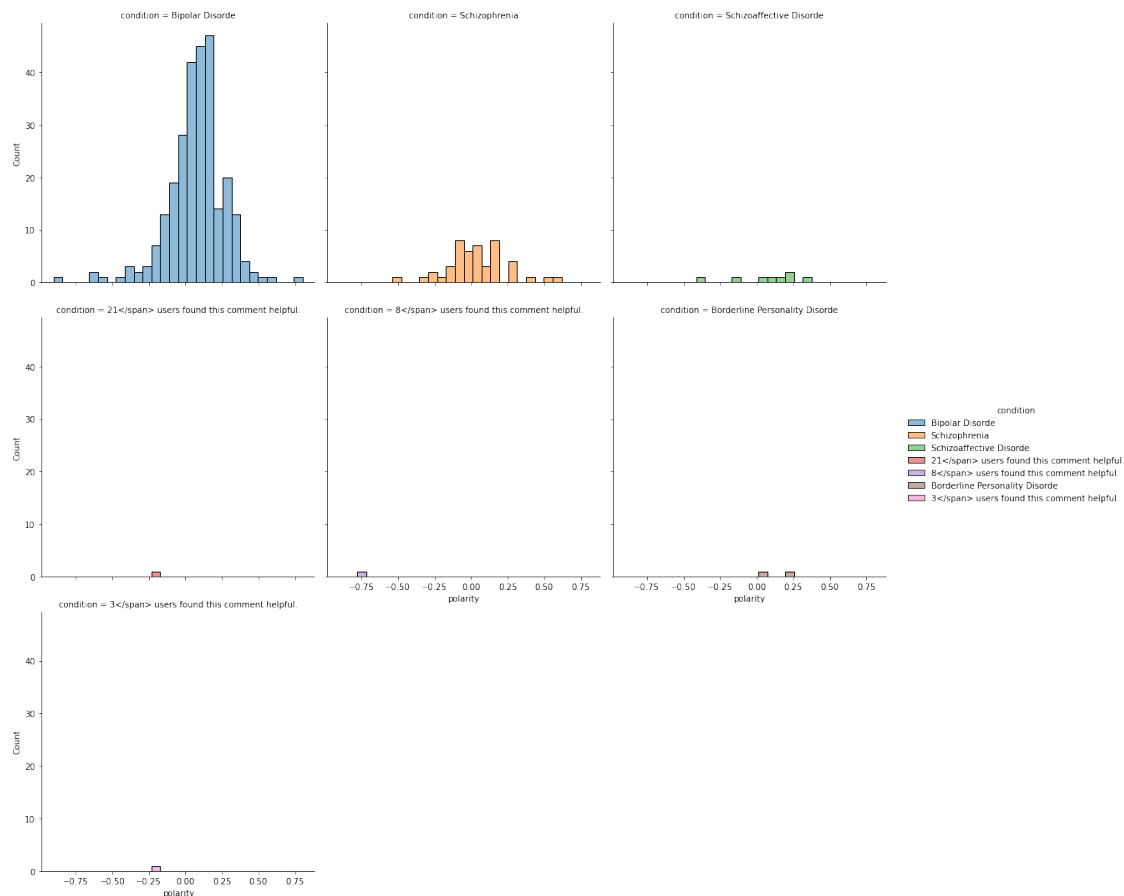 condition = Bipolar Disorde
condition = Schizophrenia
condition = Schizoaffective Disorde
40
30
20
10
0
Count
condition = 21</span> users found this comment helpful.
condition = 8</span> users found this comment helpful.
condition = Borderline Personality Disorde
40
30
20
10
0
Count
−0.75 −0.50 −0.25 0.00 0.25 0.50 0.75
polarity
−0.75 −0.50 −0.25 0.00 0.25 0.50 0.75
polarity
condition
Bipolar Disorde
Schizophrenia
Schizoaffective Disorde
21</span> users found this comment helpful.
8</span> users found this comment helpful.
Borderline Personality Disorde
3</span> users found this comment helpful.
condition = 3</span> users found this comment helpful.
40
30
20
10
0
Count
−0.75 −0.50 −0.25 0.00 0.25 0.50 0.75
polarity